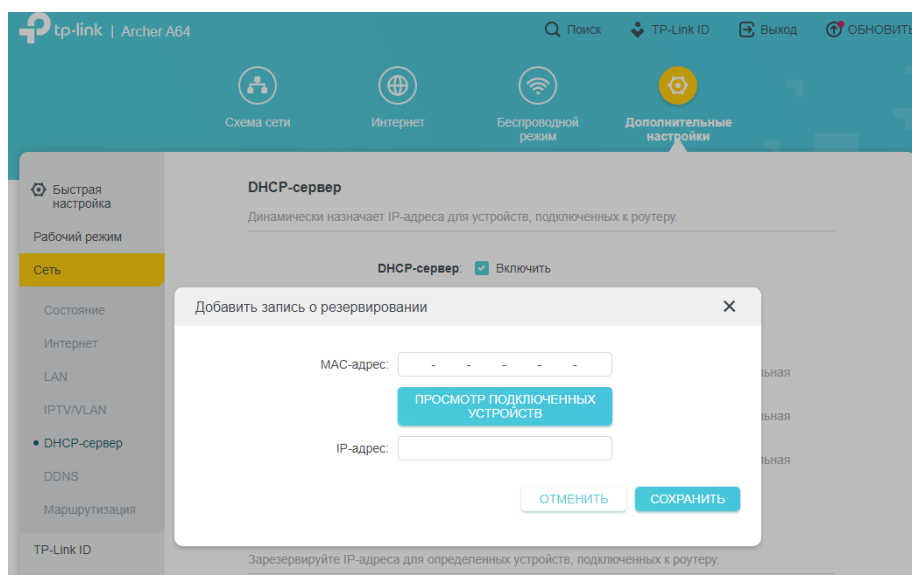 tp-link | Archer A64
Поиск
TP-Link ID
Выход
ОБНОВИТЬ
Схема сети
Интернет
Беспроводной
режим
Дополнительные
настройки
Быстрая
настройка
Рабочий режим
Сеть
Состояние
Интернет
LAN
IPTV/VLAN
DHCP-сервер
DDNS
Маршрутизация
TP-Link ID
DHCP-сервер
Динамически назначает IP-адреса для устройств, подключенных к роутеру.
DHCP-сервер: Включить
Добавить запись о резервировании
MAC-адрес: - - - - -
ПРОСМОТР ПОДКЛЮЧЕННЫХ
УСТРОЙСТВ
IP-адрес:
ОТМЕНИТЬ
СОХРАНИТЬ
льная
льная
льная
Зарезервируйте IP-адреса для определенных устройств, подключенных к роутеру.